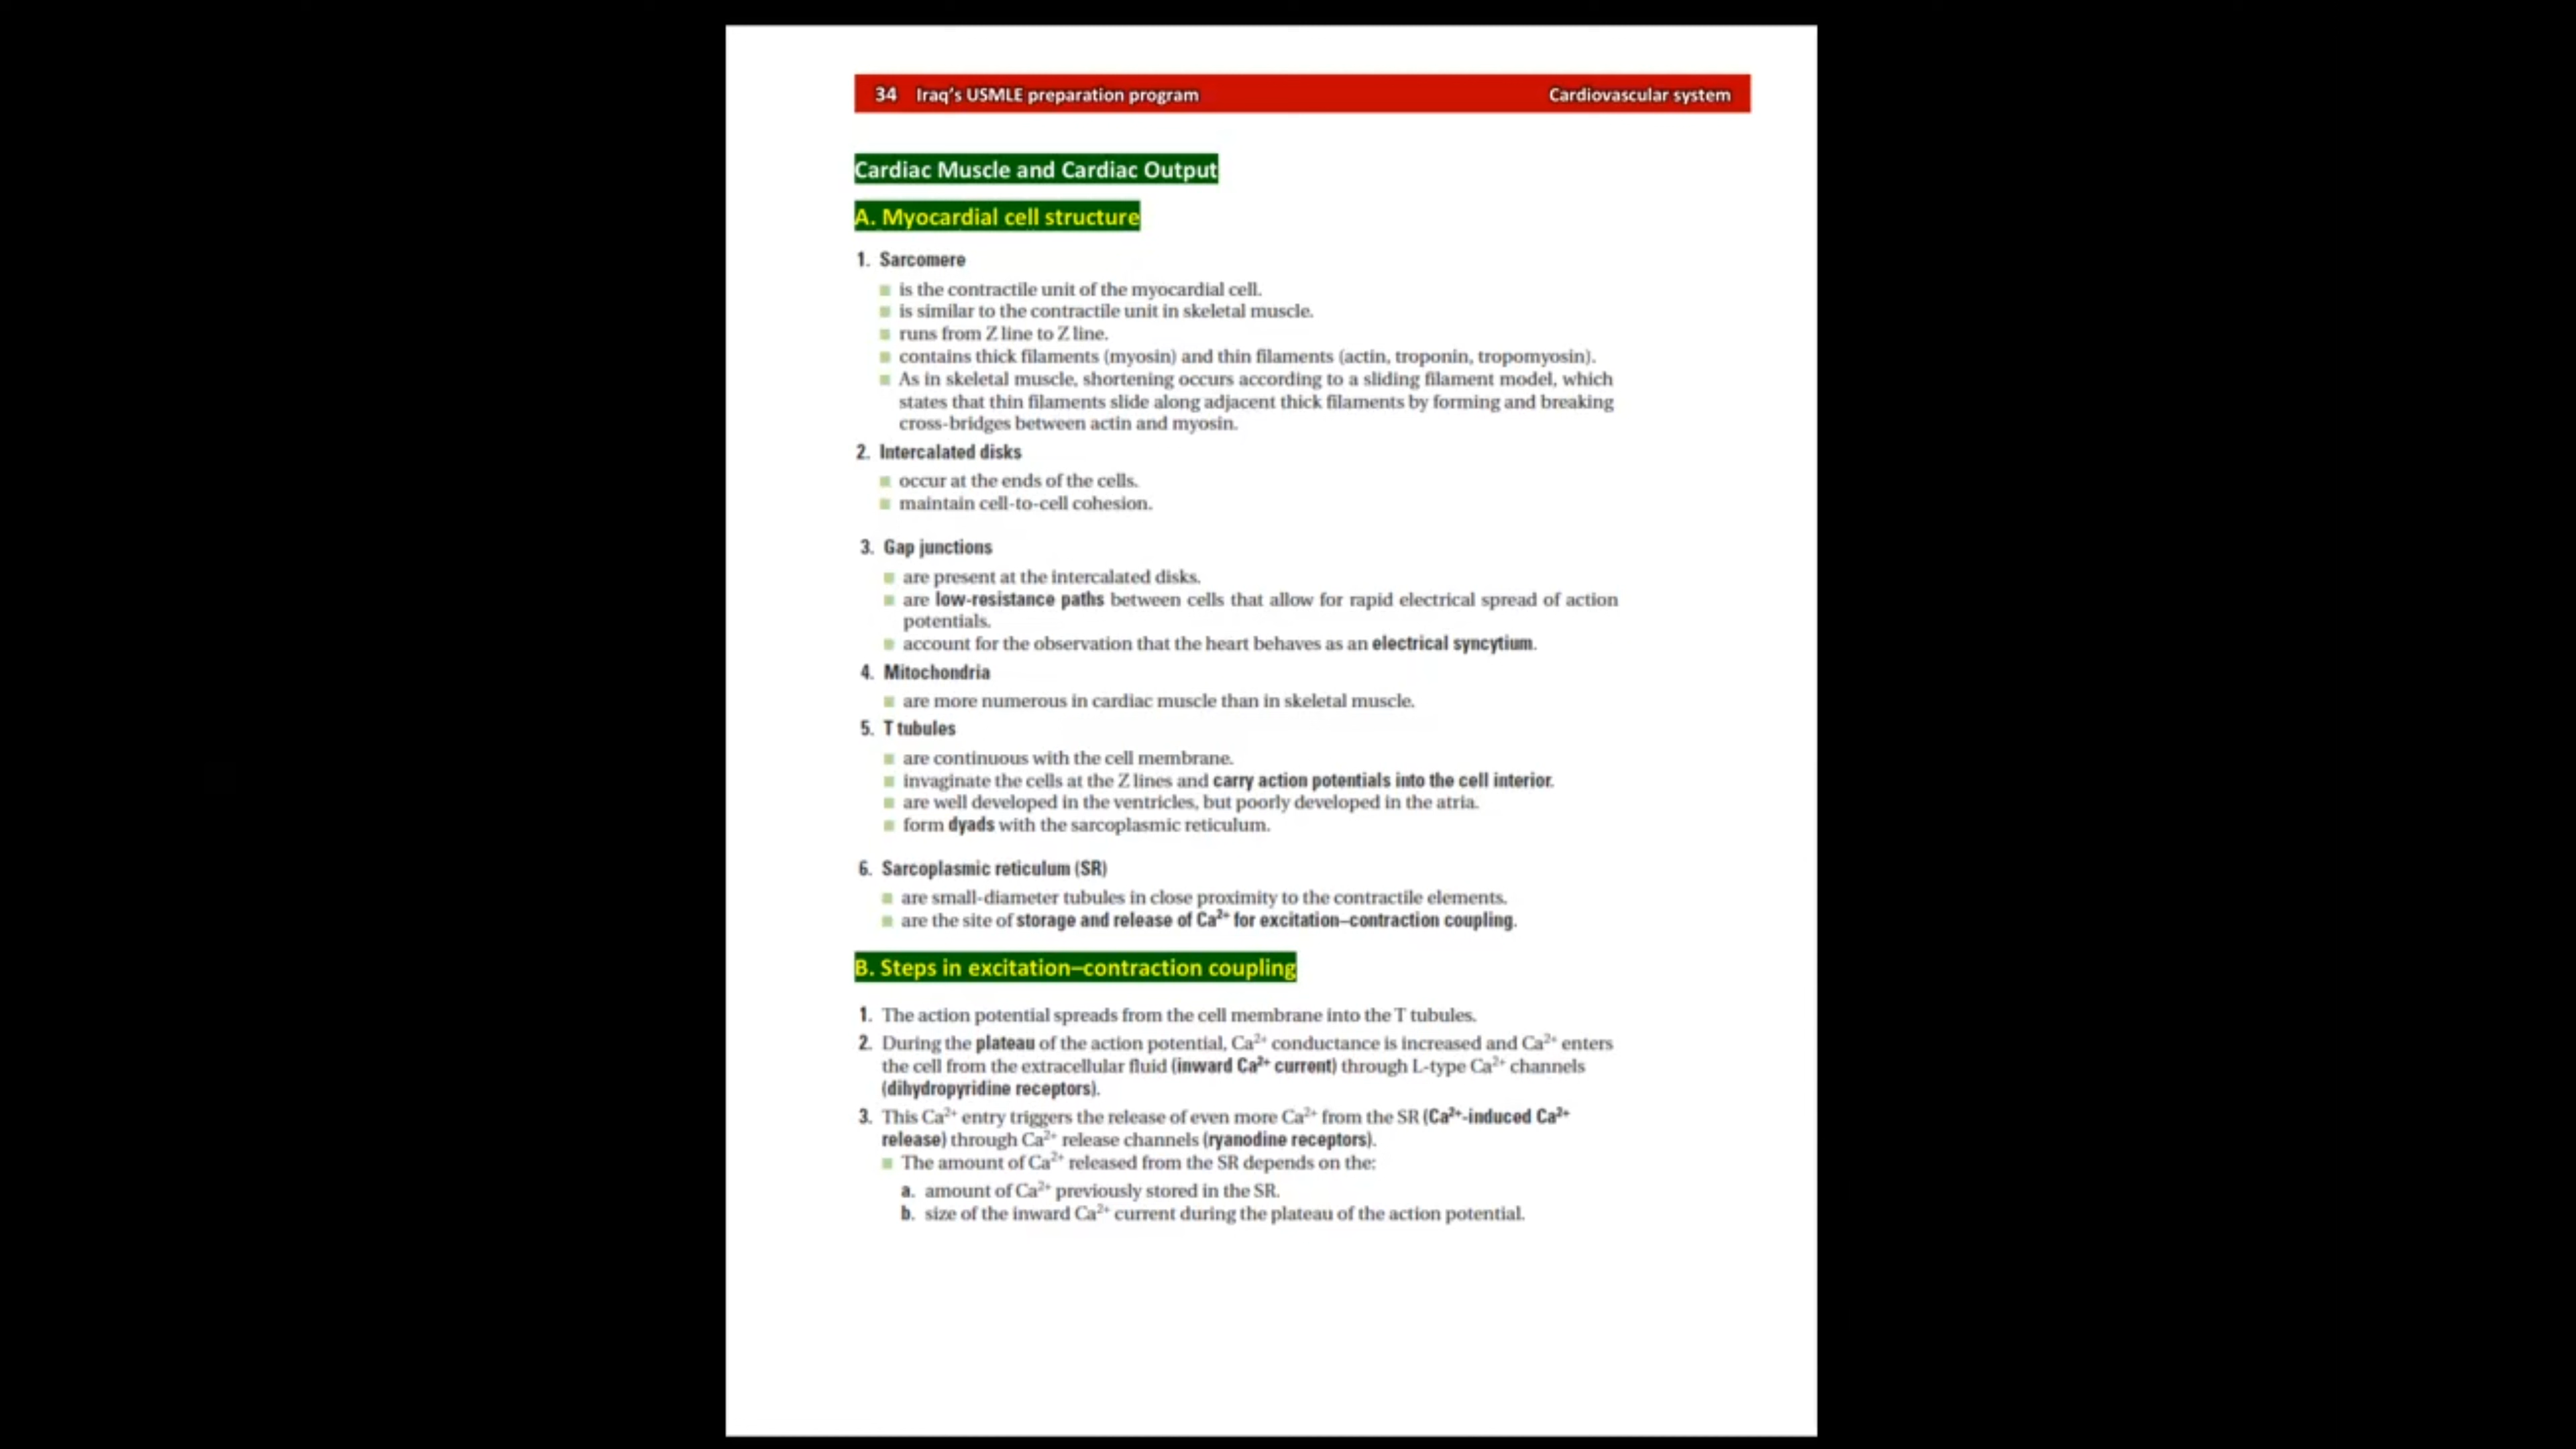 34 Iraq's USMLE preparation program Cardiovascular system
Cardiac Muscle and Cardiac Output
A. Myocardial cell structure
1. Sarcomere
■ is the contractile unit of the myocardial cell.
■ is similar to the contractile unit in skeletal muscle.
■ runs from Z line to Z line.
■ contains thick filaments (myosin) and thin filaments (actin, troponin, tropomyosin).
■ As in skeletal muscle, shortening occurs according to a sliding filament model, which
states that thin filaments slide along adjacent thick filaments by forming and breaking
cross-bridges between actin and myosin.
2. Intercalated disks
■ occur at the ends of the cells.
■ maintain cell-to-cell cohesion.
3. Gap junctions
■ are present at the intercalated disks.
■ are low-resistance paths between cells that allow for rapid electrical spread of action
potentials.
■ account for the observation that the heart behaves as an electrical syncytium.
4. Mitochondria
■ are more numerous in cardiac muscle than in skeletal muscle.
5. T tubules
■ are continuous with the cell membrane.
■ invaginate the cells at the Z lines and carry action potentials into the cell interior.
■ are well developed in the ventricles, but poorly developed in the atria.
■ form dyads with the sarcoplasmic reticulum.
6. Sarcoplasmic reticulum (SR)
■ are small-diameter tubules in close proximity to the contractile elements.
■ are the site of storage and release of Ca²⁺ for excitation–contraction coupling.
B. Steps in excitation–contraction coupling
1. The action potential spreads from the cell membrane into the T tubules.
2. During the plateau of the action potential, Ca²⁺ conductance is increased and Ca²⁺ enters
the cell from the extracellular fluid (inward Ca²⁺ current) through L-type Ca²⁺ channels
(dihydropyridine receptors).
3. This Ca²⁺ entry triggers the release of even more Ca²⁺ from the SR (Ca²⁺-induced Ca²⁺
release) through Ca²⁺ release channels (ryanodine receptors).
■ The amount of Ca²⁺ released from the SR depends on the:
a. amount of Ca²⁺ previously stored in the SR.
b. size of the inward Ca²⁺ current during the plateau of the action potential.